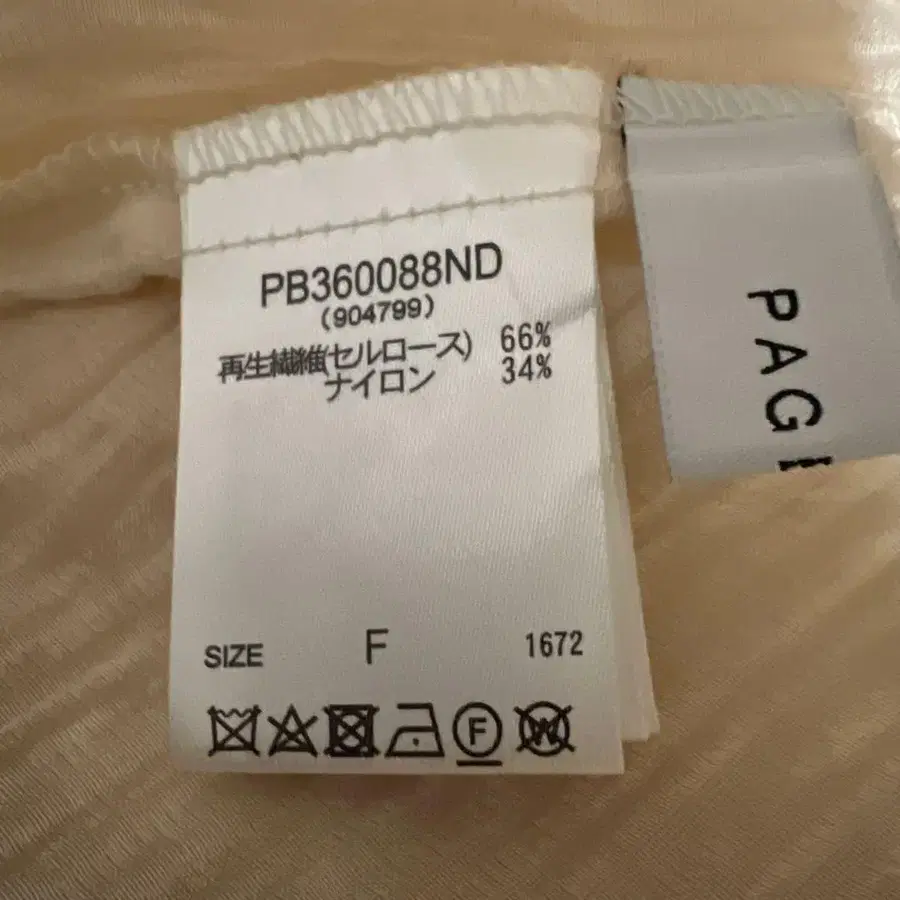 PB360088ND
(904799)
再生繊維(セルロース) 66%
ナイロン 34%
SIZE F 1672
F
W
PAG